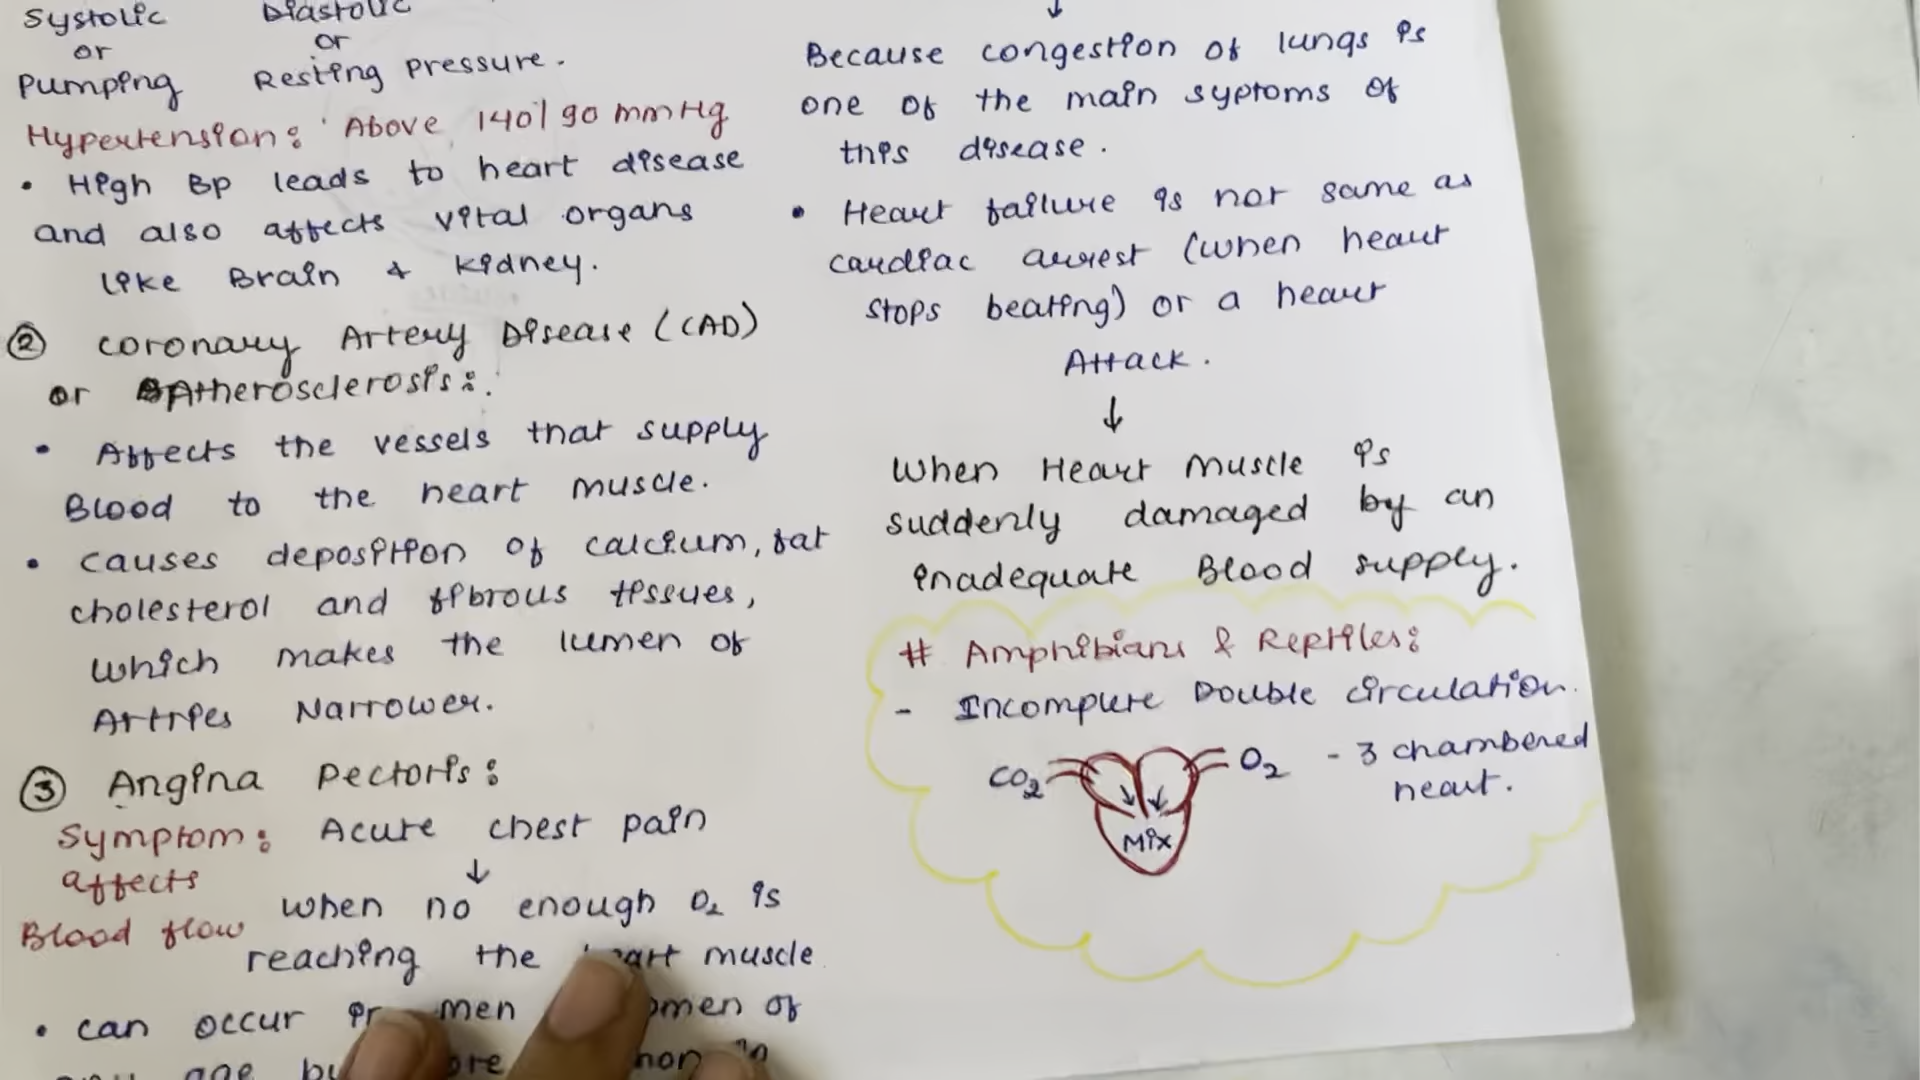 Systolic Diastolic
or or
Pumping Resting pressure.
Hypertension: Above 140/90 mmHg
• High BP leads to heart disease
and also affects vital organs
like Brain & kidney.
② Coronary Artery Disease (CAD)
or Atherosclerosis:
• Affects the vessels that supply
Blood to the heart muscle.
• causes deposition of calcium, fat
cholesterol and fibrous tissues,
which makes the lumen of
Artries Narrower.
③ Angina Pectoris:
Symptom: Acute chest pain
affects
↓
when no enough O2 is
Blood flow
reaching the heart muscle
• can occur men of
age
↓
Because congestion of lungs is
one of the main syptoms of
this disease.
• Heart failure is not same as
cardiac arrest (when heart
stops beating) or a heart
Attack.
↓
When Heart Muscle is
suddenly damaged by an
inadequate Blood supply.
# Amphibians & Reptiles:
- Incomplete Double circulation.
CO2 O2 - 3 chambered
heart.
Mix